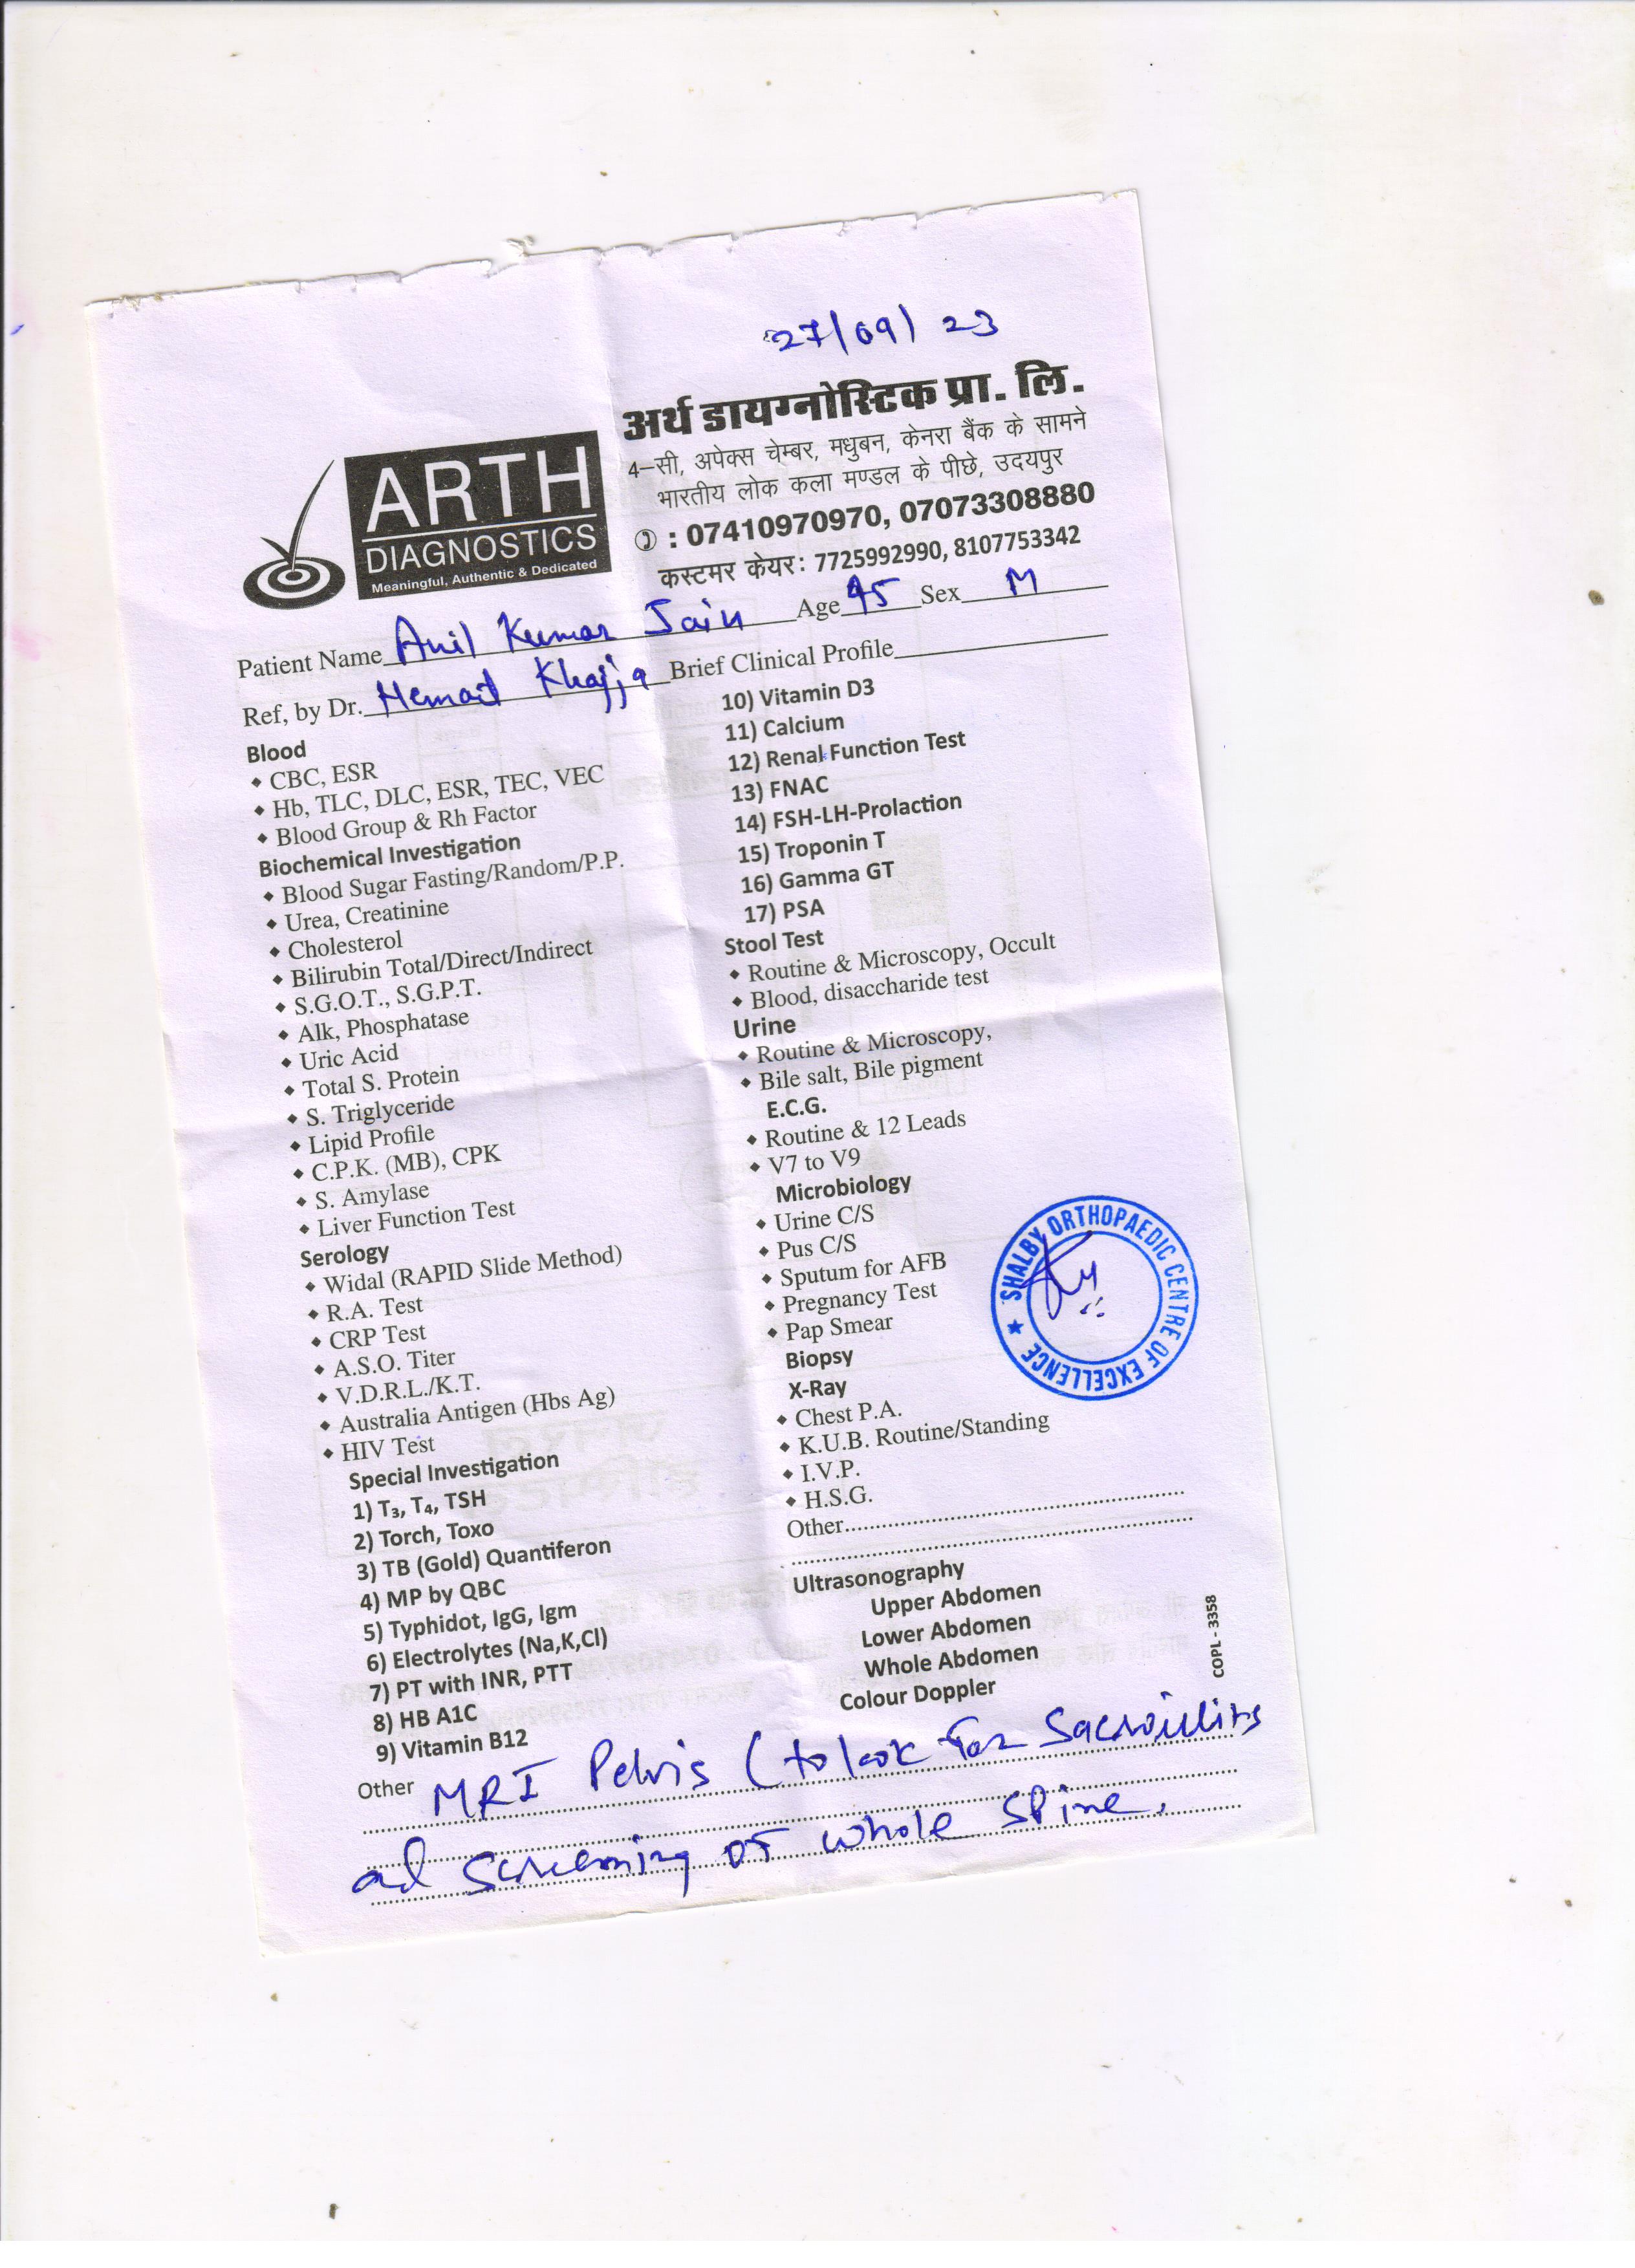 27/09/23
अर्थ डायग्नोस्टिक प्रा. लि.
4-सी, अपेक्स चेम्बर, मधुबन, केनरा बैंक के सामने
भारतीय लोक कला मण्डल के पीछे, उदयपुर
: 07410970970, 07073308880
कस्टमर केयर: 7725992990, 8107753342
ARTH
DIAGNOSTICS
Meaningful, Authentic & Dedicated
Patient Name Anil Kumar Jain Age 45 Sex M
Ref, by Dr. Hemant Khajja Brief Clinical Profile
Blood
• CBC, ESR
• Hb, TLC, DLC, ESR, TEC, VEC
• Blood Group & Rh Factor
Biochemical Investigation
• Blood Sugar Fasting/Random/P.P.
• Urea, Creatinine
• Cholesterol
• Bilirubin Total/Direct/Indirect
• S.G.O.T., S.G.P.T.
• Alk, Phosphatase
• Uric Acid
• Total S. Protein
• S. Triglyceride
• Lipid Profile
• C.P.K. (MB), CPK
• S. Amylase
• Liver Function Test
Serology
• Widal (RAPID Slide Method)
• R.A. Test
• CRP Test
• A.S.O. Titer
• V.D.R.L./K.T.
• Australia Antigen (Hbs Ag)
• HIV Test
Special Investigation
1) T₃, T₄, TSH
2) Torch, Toxo
3) TB (Gold) Quantiferon
4) MP by QBC
5) Typhidot, IgG, Igm
6) Electrolytes (Na,K,Cl)
7) PT with INR, PTT
8) HB A1C
9) Vitamin B12
10) Vitamin D3
11) Calcium
12) Renal Function Test
13) FNAC
14) FSH-LH-Prolaction
15) Troponin T
16) Gamma GT
17) PSA
Stool Test
• Routine & Microscopy, Occult
• Blood, disaccharide test
Urine
• Routine & Microscopy,
• Bile salt, Bile pigment
E.C.G.
• Routine & 12 Leads
• V7 to V9
Microbiology
• Urine C/S
• Pus C/S
• Sputum for AFB
• Pregnancy Test
• Pap Smear
Biopsy
X-Ray
• Chest P.A.
• K.U.B. Routine/Standing
• I.V.P.
• H.S.G.
Other
Ultrasonography
Upper Abdomen
Lower Abdomen
Whole Abdomen
Colour Doppler
SHALBY ORTHOPAEDIC CENTRE OF EXCELLENCE ★
COPL - 3358
Other MRI Pelvis (to look for Sacroiliitis
and screening of whole spine.